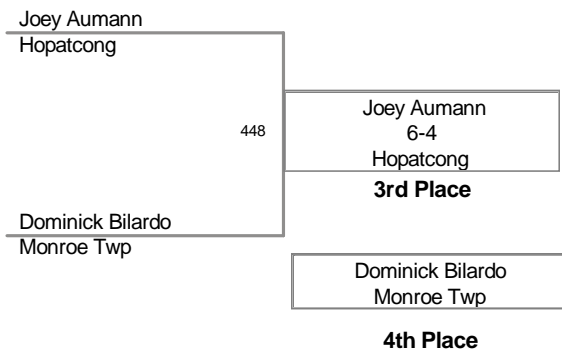 Joey Aumann
Hopatcong
448
Joey Aumann
6-4
Hopatcong
3rd Place
Dominick Bilardo
Monroe Twp
Dominick Bilardo
Monroe Twp
4th Place